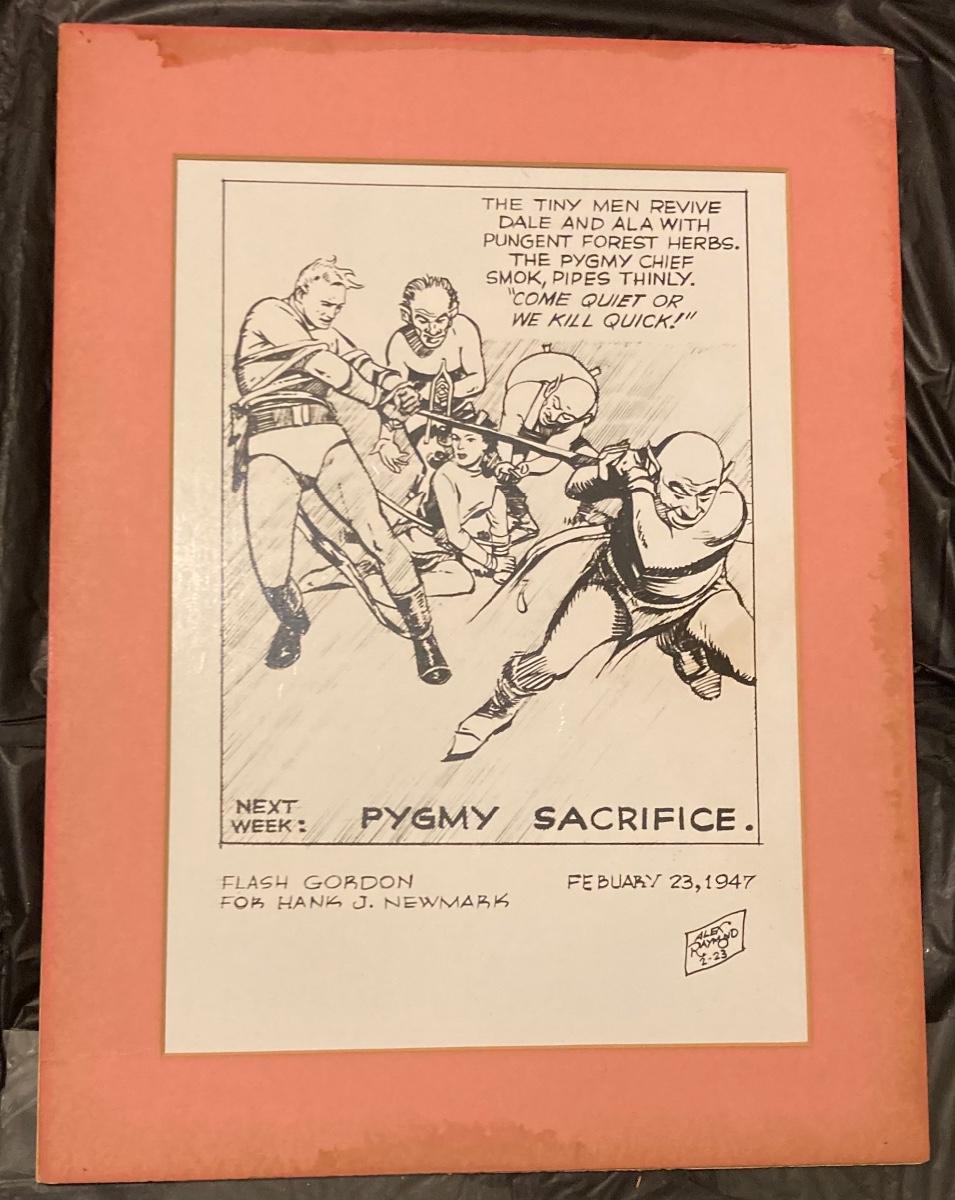 THE TINY MEN REVIVE
DALE AND ALA WITH
PUNGENT FOREST HERBS.
THE PYGMY CHIEF
SMOK, PIPES THINLY.
"COME QUIET OR
WE KILL QUICK!"
NEXT
WEEK: PYGMY SACRIFICE.
FLASH GORDON
FOR HANK J. NEWMARK
FEBUARY 23, 1947
ALEX
RAYMOND
2-23